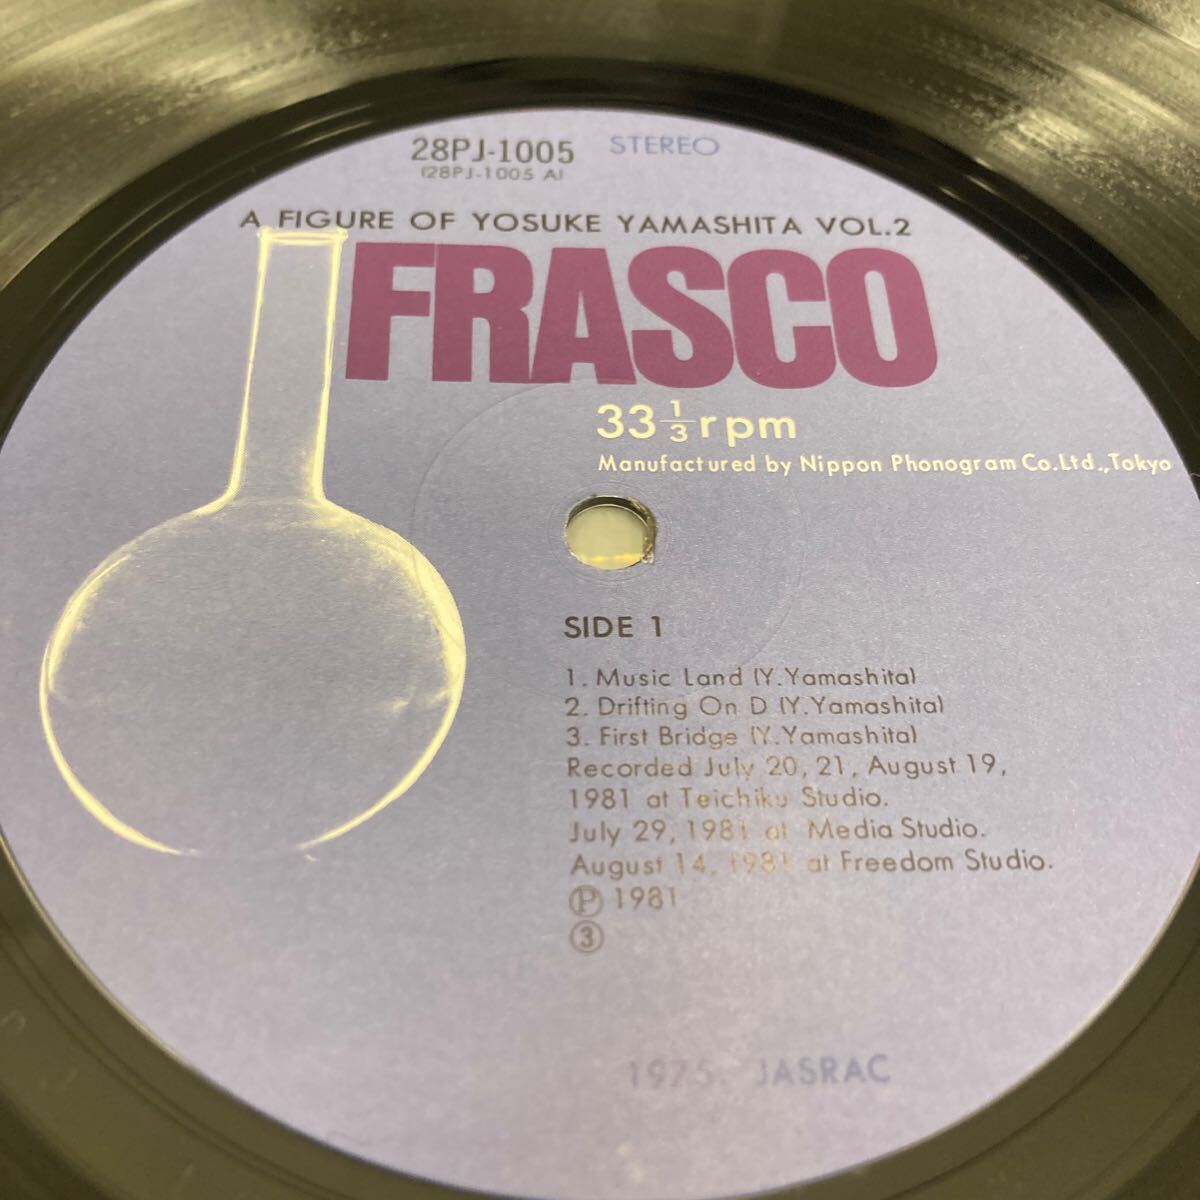 28PJ-1005 STEREO
(28PJ-1005 A)
A FIGURE OF YOSUKE YAMASHITA VOL.2
FRASCO
33 1/3 rpm
Manufactured by Nippon Phonogram Co.Ltd.,Tokyo
SIDE 1
1. Music Land (Y.Yamashita)
2. Drifting On D (Y.Yamashita)
3. First Bridge (Y.Yamashita)
Recorded July 20, 21, August 19,
1981 at Teichiku Studio.
July 29, 1981 at Media Studio.
August 14, 1981 at Freedom Studio.
Ⓟ 1981
③
1975. JASRAC